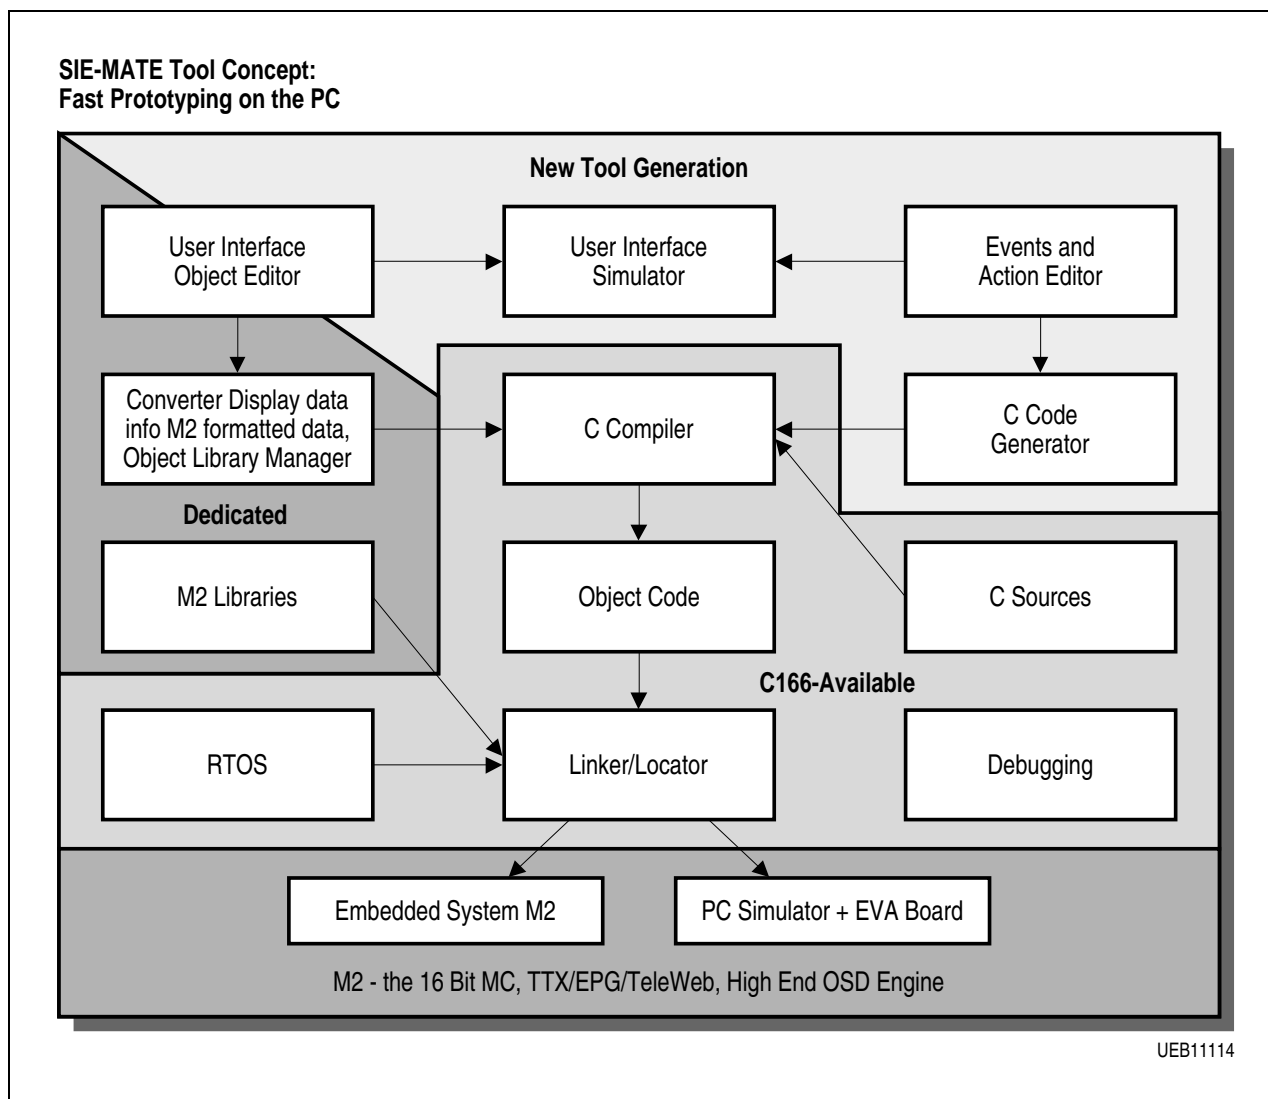 SIE-MATE Tool Concept:
Fast Prototyping on the PC
New Tool Generation
User Interface
Object Editor
User Interface
Simulator
Events and
Action Editor
Converter Display data
info M2 formatted data,
Object Library Manager
C Compiler
C Code
Generator
Dedicated
M2 Libraries
Object Code
C Sources
C166-Available
RTOS
Linker/Locator
Debugging
Embedded System M2
PC Simulator + EVA Board
M2 - the 16 Bit MC, TTX/EPG/TeleWeb, High End OSD Engine
UEB11114